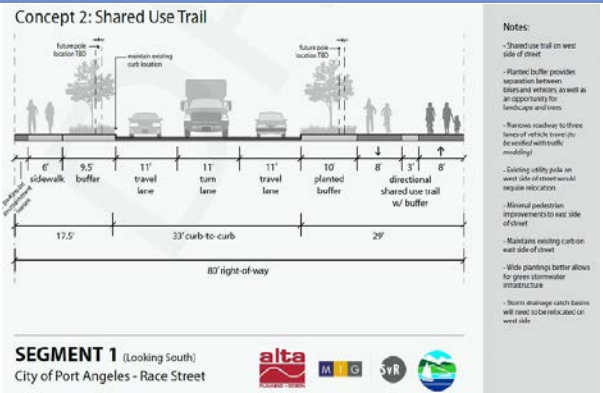 Concept 2: Shared Use Trail
future pole
location TBD
maintain existing
curb location
future pole
location TBD
6'
sidewalk
9.5'
buffer
11'
travel
lane
11'
turn
lane
11'
travel
lane
10'
planted
buffer
8'
3'
8'
directional
shared use trail
w/ buffer
17.5'
33' curb-to-curb
29'
80' right-of-way
SEGMENT 1 (Looking South)
City of Port Angeles - Race Street
alta
PLANNING + DESIGN
M I G
SvR
Notes:
- Shared use trail on west
side of street
- Planted buffer provides
separation between
bikes and vehicles, as well as
an opportunity for
landscape and trees
- Narrows roadway to three
lanes of vehicle travel (to
be verified with traffic
modeling)
- Existing utility pole on
west side of street would
require relocation
- Minimal pedestrian
improvements to east side
of street
- Maintains existing curb on
east side of street
- Wide plantings better allows
for green stormwater
infrastructure
- Storm drainage catch basins
will need to be relocated on
west side